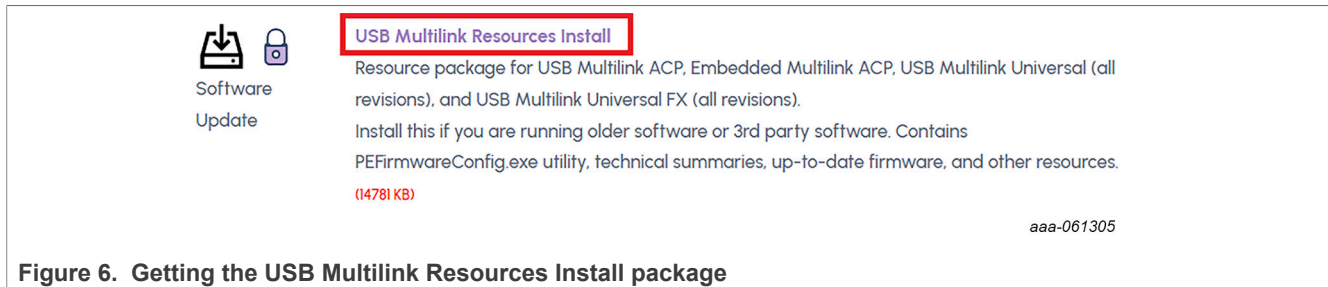 USB Multilink Resources Install
Software
Update
Resource package for USB Multilink ACP, Embedded Multilink ACP, USB Multilink Universal (all
revisions), and USB Multilink Universal FX (all revisions).
Install this if you are running older software or 3rd party software. Contains
PEFirmwareConfig.exe utility, technical summaries, up-to-date firmware, and other resources.
(14781 KB)
aaa-061305
Figure 6. Getting the USB Multilink Resources Install package